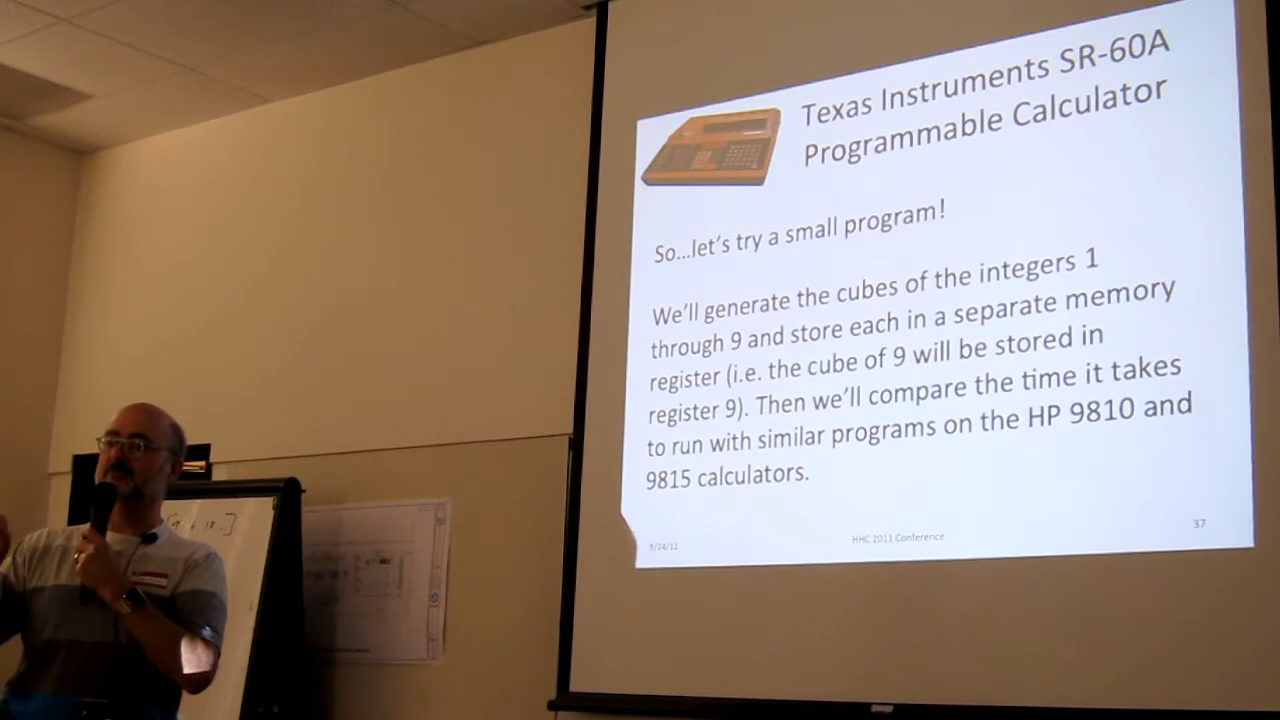 Texas Instruments SR-60A
Programmable Calculator
So...let's try a small program!
We'll generate the cubes of the integers 1
through 9 and store each in a separate memory
register (i.e. the cube of 9 will be stored in
register 9). Then we'll compare the time it takes
to run with similar programs on the HP 9810 and
9815 calculators.
9/24/11
HHC 2011 Conference
37